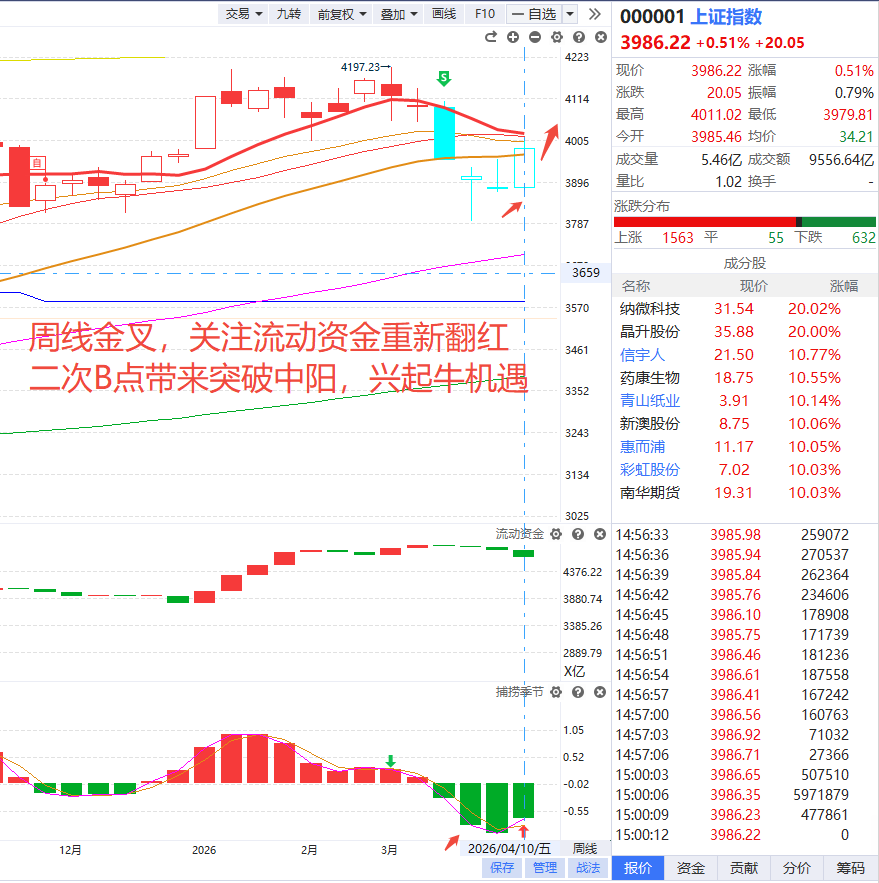 交易 九转 前复权 叠加 画线 F10 一自选
000001 上证指数
3986.22 +0.51% +20.05
现价 3986.22 涨幅 0.51%
涨跌 20.05 振幅 0.79%
最高 4011.02 最低 3979.81
今开 3985.46 均价 34.21
成交量 5.46亿 成交额 9556.64亿
量比 1.02 换手 -
涨跌分布
上涨 1563 平 55 下跌 632
成分股
名称 现价 涨幅
纳微科技 31.54 20.02%
晶升股份 35.88 20.00%
信宇人 21.50 10.77%
药康生物 18.75 10.55%
青山纸业 3.91 10.14%
新澳股份 8.75 10.06%
惠而浦 11.17 10.05%
彩虹股份 7.02 10.03%
南华期货 19.31 10.03%
14:56:33 3985.98 259072
14:56:36 3985.94 270537
14:56:39 3985.84 262364
14:56:42 3985.76 234606
14:56:45 3986.10 178908
14:56:48 3985.75 171739
14:56:51 3986.46 181236
14:56:54 3986.61 187558
14:56:57 3986.41 167242
14:57:00 3986.56 160763
14:57:03 3986.92 71032
14:57:06 3986.71 27366
15:00:03 3986.65 507510
15:00:06 3986.35 5971879
15:00:09 3986.23 477861
15:00:12 3986.22 0
报价 资金 贡献 分价 筹码
4197.23
S
自
4223
4114
4005
3896
3787
3659
3570
3461
3352
3243
3134
3025
周线金叉，关注流动资金重新翻红
二次B点带来突破中阳，兴起牛机遇
流动资金
4376.22
3880.74
3385.26
2889.79
X亿
捕捞季节
1.05
0.52
-0.02
-0.55
12月 2026 2月 3月 2026/04/10/五 周线
保存 管理 战法